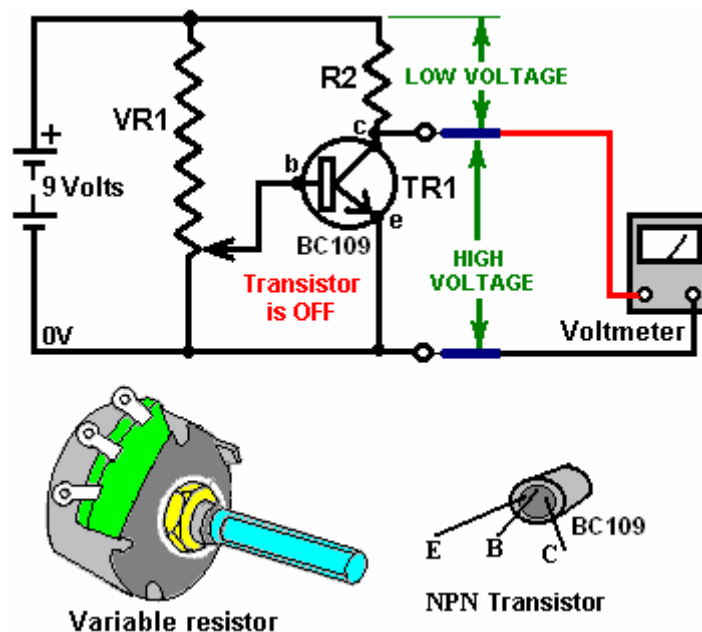 R2
LOW VOLTAGE
VR1
c
+
b
9 Volts
TR1
e
BC109
HIGH
VOLTAGE
Transistor
is OFF
0V
Voltmeter
BC109
E
B
C
NPN Transistor
Variable resistor